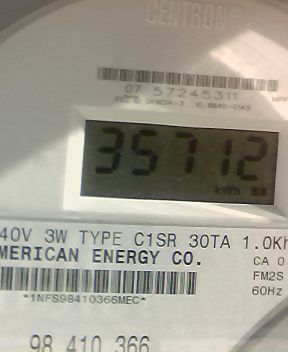 CENTRON®
07 57245311
35712
kWh
40V 3W TYPE C1SR 30TA 1.0Kh
MERICAN ENERGY CO.
CA 0
FM2S
60Hz
*1NFS98410366MEC*
98 410 366